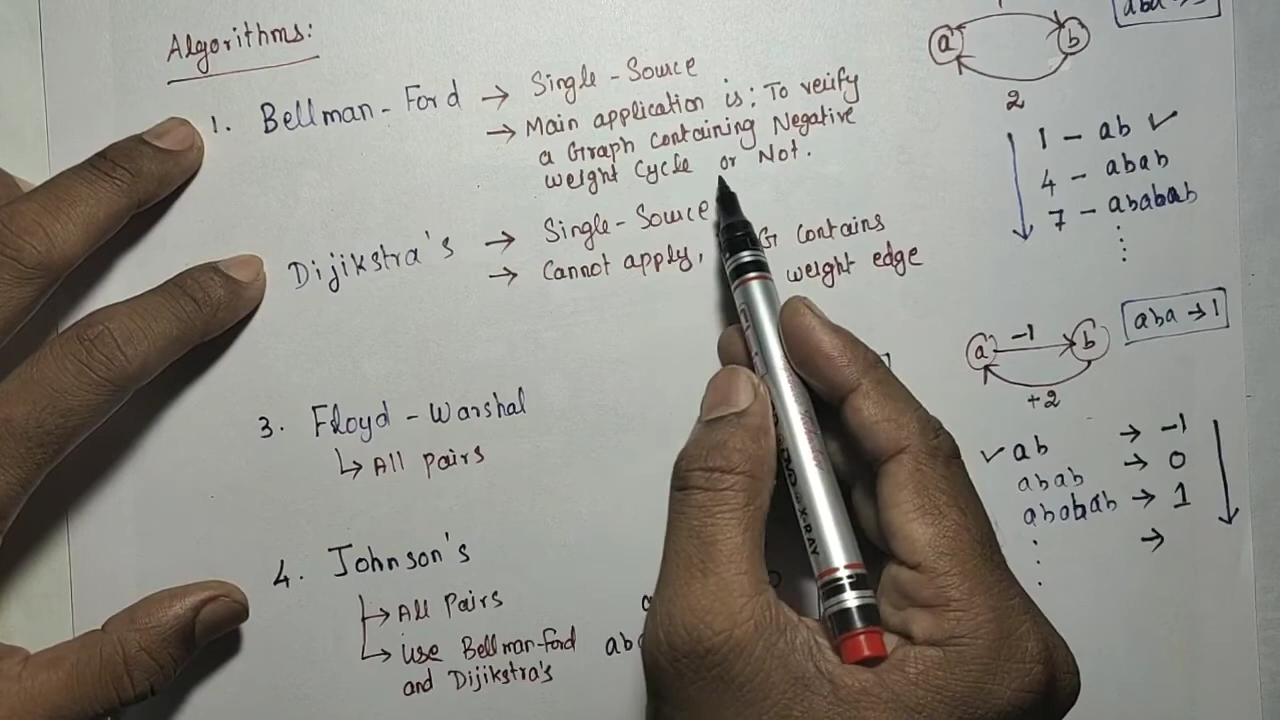 Algorithms:
1. Bellman-Ford → Single-Source
→ Main application is: To verify
a Graph containing Negative
weight Cycle or Not.
Dijikstra's → Single-Source
→ Cannot apply, G contains
weight edge
3. Floyd-Warshal
↳ All Pairs
4. Johnson's
→ All Pairs
→ use Bellman-Ford
and Dijikstra's
a b
2
1 - ab ✓
4 - abab
7 - ababab
a -1 b
+2
aba → 1
✓ ab → -1
abab → 0
ababab → 1
→